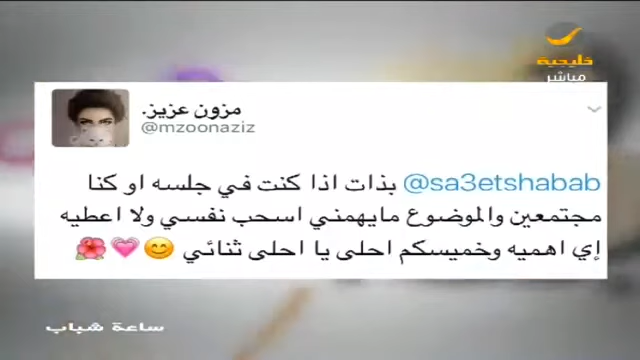 خليجية
مباشر
مزون عزيز.
@mzoonaziz
@sa3etshabab بذات اذا كنت في جلسه او كنا
مجتمعين والموضوع مايهمني اسحب نفسي ولا اعطيه
إي اهميه وخميسكم احلى يا احلى ثنائي 😊💗🌺
ساعة شباب